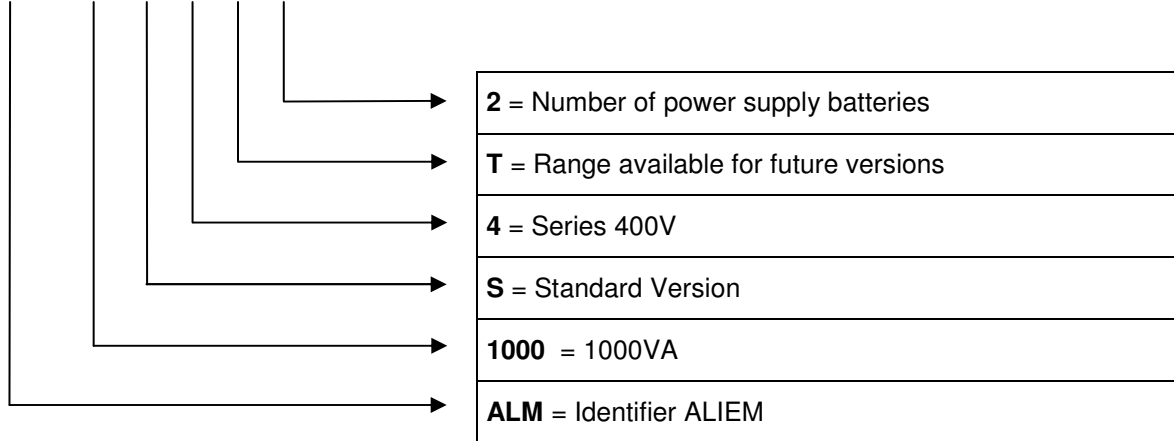 2 = Number of power supply batteries
T = Range available for future versions
4 = Series 400V
S = Standard Version
1000 = 1000VA
ALM = Identifier ALIEM